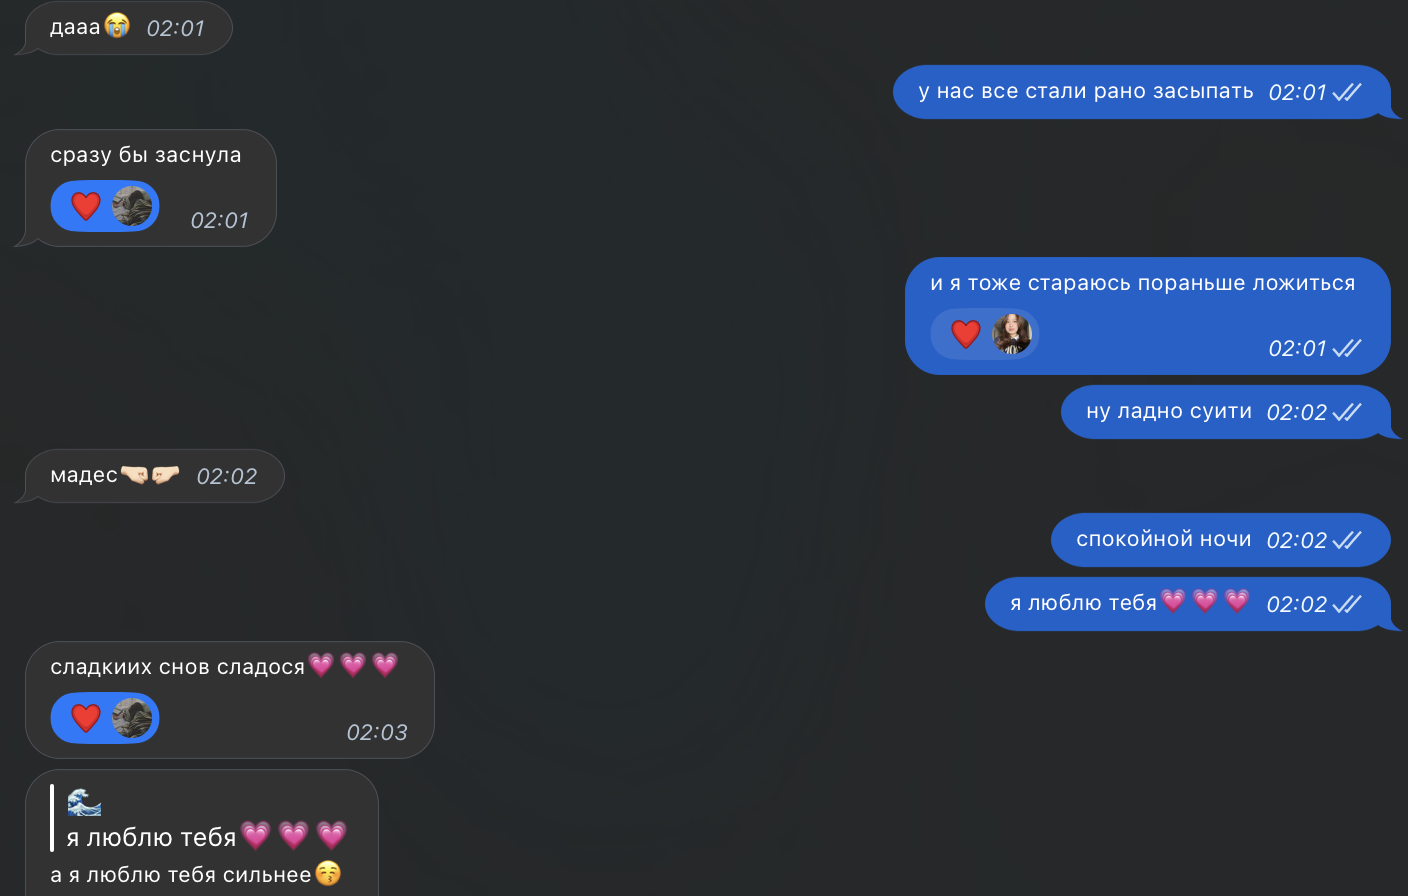 дааа😭 02:01
у нас все стали рано засыпать 02:01
сразу бы заснула
❤️ 02:01
и я тоже стараюсь пораньше ложиться
❤️ 02:01
ну ладно суити 02:02
мадес🤜🏻🤛🏻 02:02
спокойной ночи 02:02
я люблю тебя💗💗💗 02:02
сладкиих снов сладося💗💗💗
❤️ 02:03
🌊
я люблю тебя💗💗💗
а я люблю тебя сильнее😚